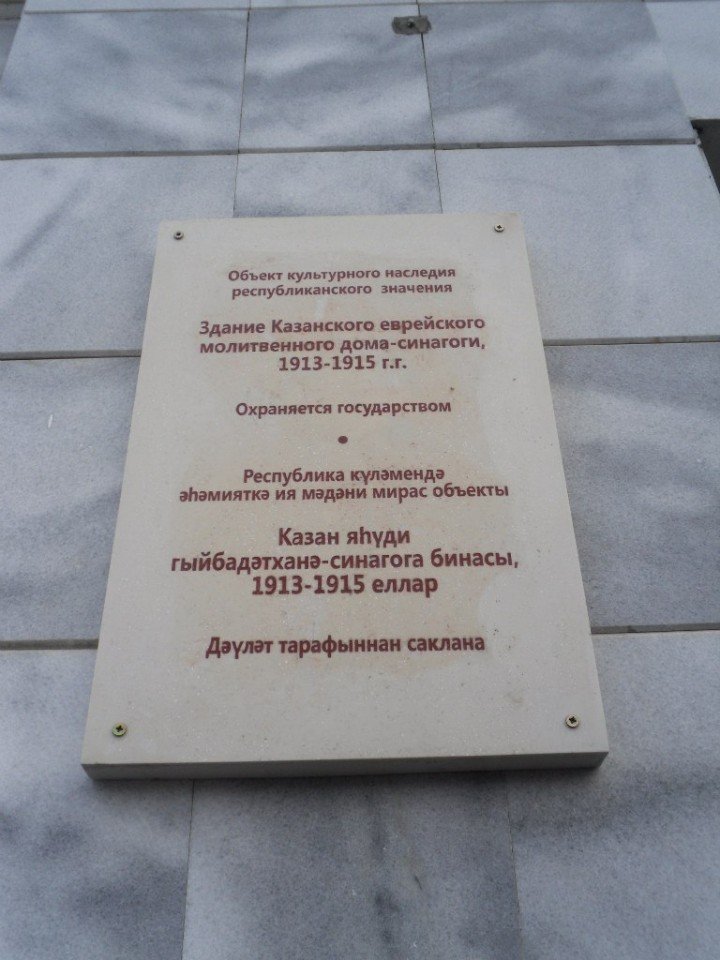 Объект культурного наследия
республиканского значения
Здание Казанского еврейского
молитвенного дома-синагоги,
1913-1915 г.г.
Охраняется государством
•
Республика күләмендә
әһәмияткә ия мәдәни мирас объекты
Казан яһүди
гыйбадәтханә-синагога бинасы,
1913-1915 еллар
Дәүләт тарафыннан саклана